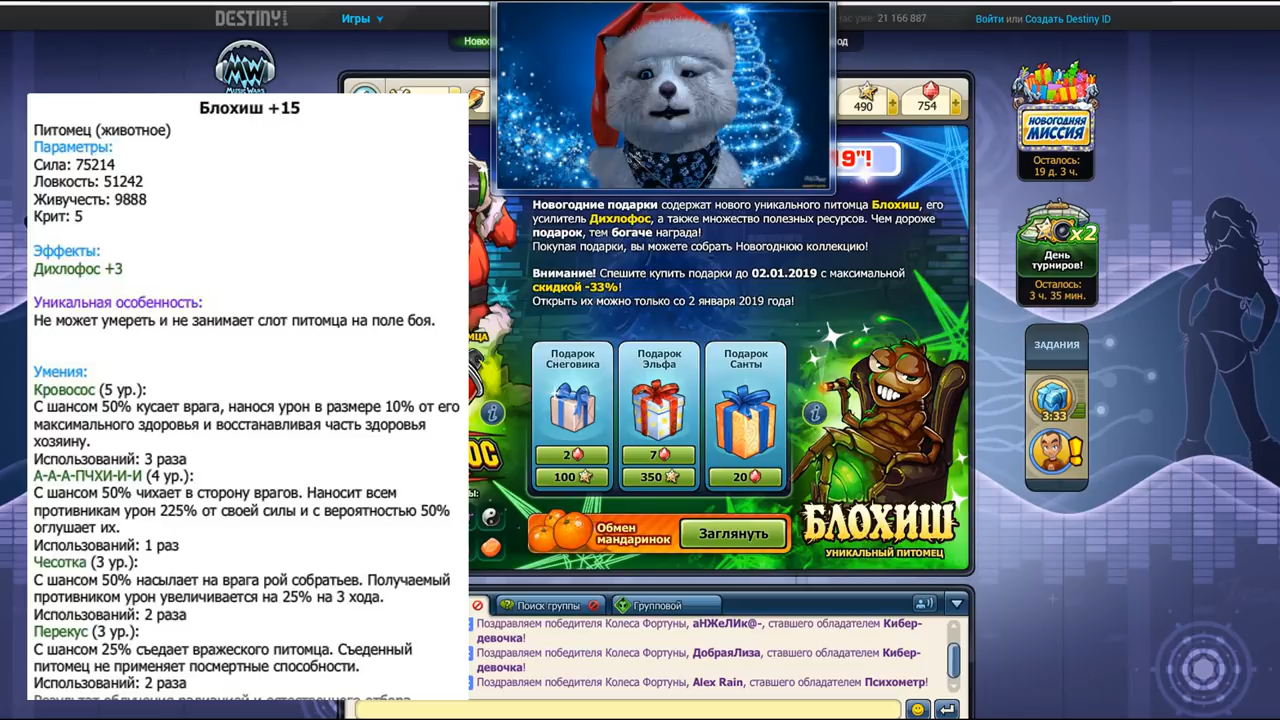 DESTINY
Игры
21 166 887
Войти или Создать Destiny ID
MW
490
754
9"!
НОВОГОДНЯЯ
МИССИЯ
Осталось:
19 д. 3 ч.
x2
День
турниров!
Осталось:
3 ч. 35 мин.
ЗАДАНИЯ
3:33
Блохиш +15
Питомец (животное)
Параметры:
Сила: 75214
Ловкость: 51242
Живучесть: 9888
Крит: 5
Эффекты:
Дихлофос +3
Уникальная особенность:
Не может умереть и не занимает слот питомца на поле боя.
Умения:
Кровосос (5 ур.):
С шансом 50% кусает врага, нанося урон в размере 10% от его
максимального здоровья и восстанавливая часть здоровья
хозяину.
Использований: 3 раза
А-А-А-ПЧХИ-И-И (4 ур.):
С шансом 50% чихает в сторону врагов. Наносит всем
противникам урон 225% от своей силы и с вероятностью 50%
оглушает их.
Использований: 1 раз
Чесотка (3 ур.):
С шансом 50% насылает на врага рой собратьев. Получаемый
противником урон увеличивается на 25% на 3 хода.
Использований: 2 раза
Перекус (3 ур.):
С шансом 25% съедает вражеского питомца. Съеденный
питомец не применяет посмертные способности.
Использований: 2 раза
Новогодние подарки содержат нового уникального питомца Блохиш, его
усилитель Дихлофос, а также множество полезных ресурсов. Чем дороже
подарок, тем богаче награда!
Покупая подарки, вы можете собрать Новогоднюю коллекцию!
Внимание! Спешите купить подарки до 02.01.2019 с максимальной
скидкой -33%!
Открыть их можно только со 2 января 2019 года!
Подарок
Снеговика
2
100
Подарок
Эльфа
7
350
Подарок
Санты
20
Обмен
мандаринок
Заглянуть
БЛОХИШ
УНИКАЛЬНЫЙ ПИТОМЕЦ
Поиск группы
Групповой
Поздравляем победителя Колеса Фортуны, аНЖеЛИк@-, ставшего обладателем Кибер-
девочка!
Поздравляем победителя Колеса Фортуны, ДобраяЛиза, ставшего обладателем Кибер-
девочка!
Поздравляем победителя Колеса Фортуны, Alex Rain, ставшего обладателем Психометр!